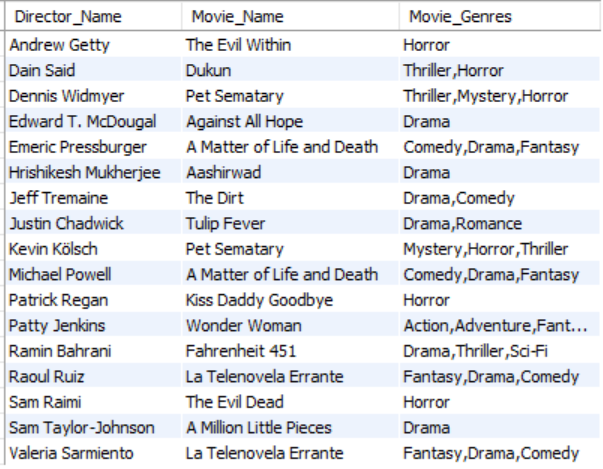 Director_Name Movie_Name Movie_Genres
Andrew Getty The Evil Within Horror
Dain Said Dukun Thriller,Horror
Dennis Widmyer Pet Sematary Thriller,Mystery,Horror
Edward T. McDougal Against All Hope Drama
Emeric Pressburger A Matter of Life and Death Comedy,Drama,Fantasy
Hrishikesh Mukherjee Aashirwad Drama
Jeff Tremaine The Dirt Drama,Comedy
Justin Chadwick Tulip Fever Drama,Romance
Kevin Kölsch Pet Sematary Mystery,Horror,Thriller
Michael Powell A Matter of Life and Death Comedy,Drama,Fantasy
Patrick Regan Kiss Daddy Goodbye Horror
Patty Jenkins Wonder Woman Action,Adventure,Fant...
Ramin Bahrani Fahrenheit 451 Drama,Thriller,Sci-Fi
Raoul Ruiz La Telenovela Errante Fantasy,Drama,Comedy
Sam Raimi The Evil Dead Horror
Sam Taylor-Johnson A Million Little Pieces Drama
Valeria Sarmiento La Telenovela Errante Fantasy,Drama,Comedy